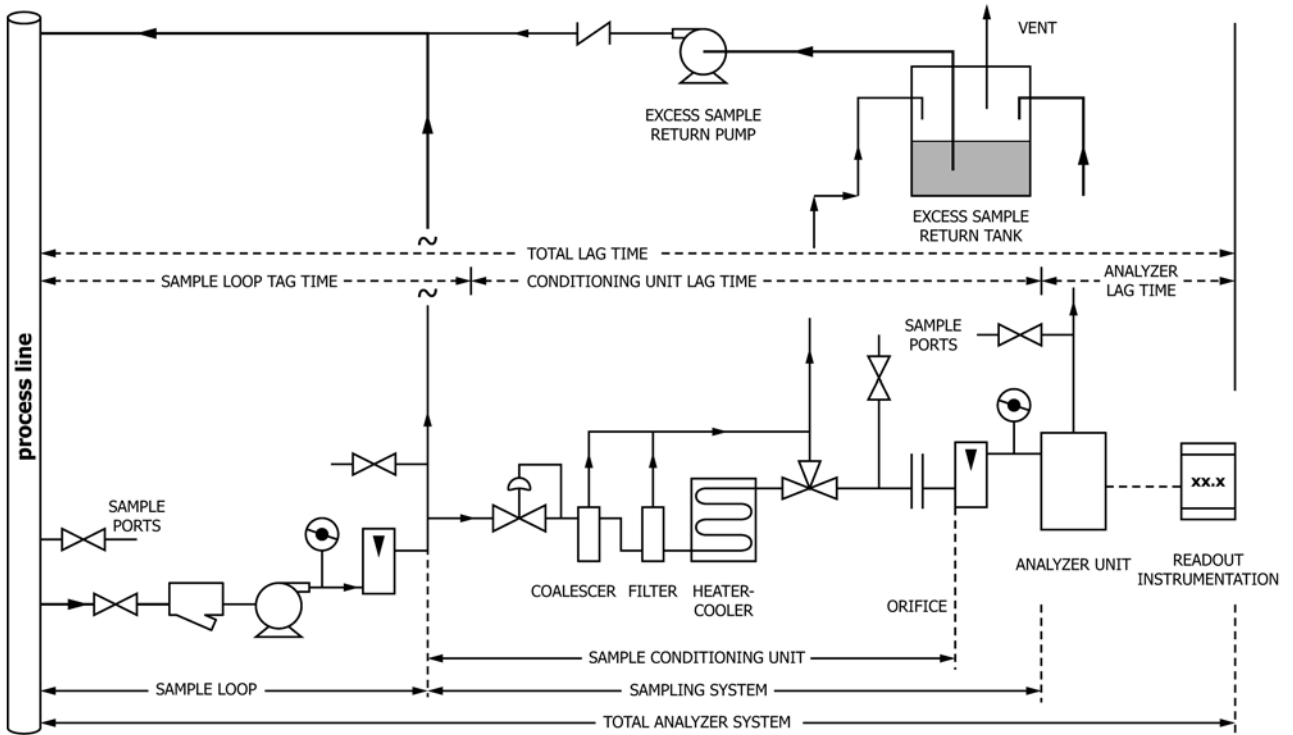 VENT
EXCESS SAMPLE
RETURN PUMP
EXCESS SAMPLE
RETURN TANK
TOTAL LAG TIME
SAMPLE LOOP TAG TIME
CONDITIONING UNIT LAG TIME
ANALYZER
LAG TIME
process line
SAMPLE
PORTS
SAMPLE
PORTS
xx.x
COALESCER
FILTER
HEATER-
COOLER
ORIFICE
ANALYZER UNIT
READOUT
INSTRUMENTATION
SAMPLE CONDITIONING UNIT
SAMPLE LOOP
SAMPLING SYSTEM
TOTAL ANALYZER SYSTEM